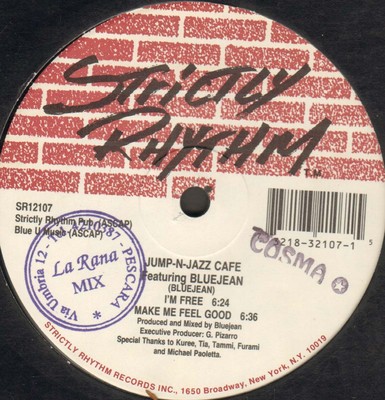 STRICTLY
RHYTHM
T.M.
SR12107
Strictly Rhythm Pub (ASCAP)
Blue U Music (ASCAP)
218-32107-1
5
COSMA
Via Umbria 12 - PESCARA
La Rana
MIX
JUMP-N-JAZZ CAFE
Featuring BLUEJEAN
(BLUEJEAN)
I'M FREE 6:24
MAKE ME FEEL GOOD 6:36
Produced and Mixed by Bluejean
Executive Producer: G. Pizarro
Special Thanks to Kuree, Tia, Tammi, Furami
and Michael Paoletta.
STRICTLY RHYTHM RECORDS INC., 1650 Broadway, New York, N.Y. 10019